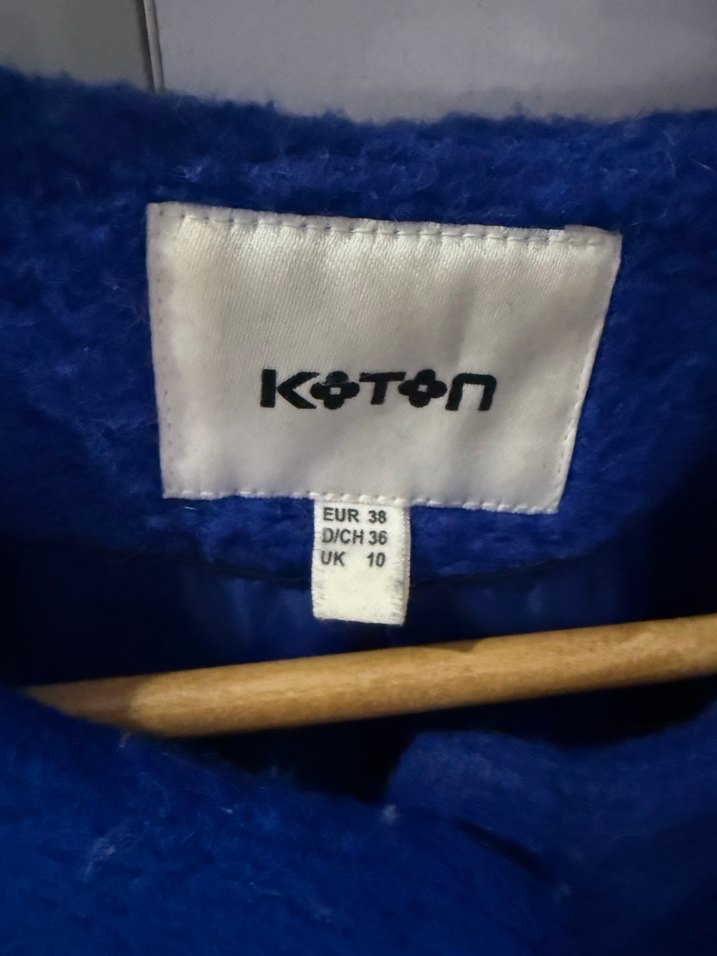 KOTON
EUR 38
D/CH 36
UK 10